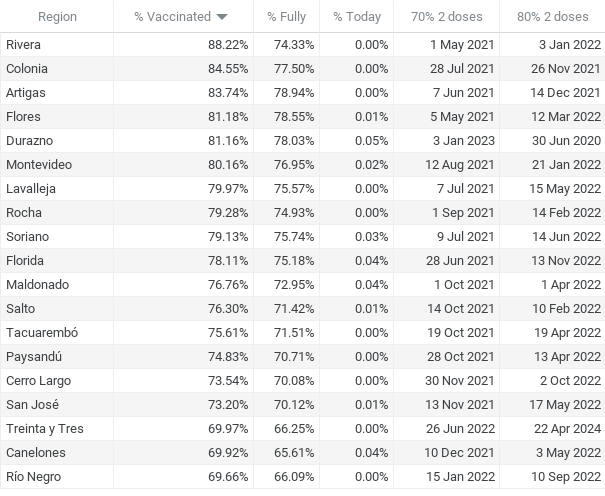 Region % Vaccinated % Fully % Today 70% 2 doses 80% 2 doses
Rivera 88.22% 74.33% 0.00% 1 May 2021 3 Jan 2022
Colonia 84.55% 77.50% 0.00% 28 Jul 2021 26 Nov 2021
Artigas 83.74% 78.94% 0.00% 7 Jun 2021 14 Dec 2021
Flores 81.18% 78.55% 0.01% 5 May 2021 12 Mar 2022
Durazno 81.16% 78.03% 0.05% 3 Jan 2023 30 Jun 2020
Montevideo 80.16% 76.95% 0.02% 12 Aug 2021 21 Jan 2022
Lavalleja 79.97% 75.57% 0.00% 7 Jul 2021 15 May 2022
Rocha 79.28% 74.93% 0.00% 1 Sep 2021 14 Feb 2022
Soriano 79.13% 75.74% 0.03% 9 Jul 2021 14 Jun 2022
Florida 78.11% 75.18% 0.04% 28 Jun 2021 13 Nov 2022
Maldonado 76.76% 72.95% 0.04% 1 Oct 2021 1 Apr 2022
Salto 76.30% 71.42% 0.01% 14 Oct 2021 10 Feb 2022
Tacuarembó 75.61% 71.51% 0.00% 19 Oct 2021 19 Apr 2022
Paysandú 74.83% 70.71% 0.00% 28 Oct 2021 13 Apr 2022
Cerro Largo 73.54% 70.08% 0.00% 30 Nov 2021 2 Oct 2022
San José 73.20% 70.12% 0.01% 13 Nov 2021 17 May 2022
Treinta y Tres 69.97% 66.25% 0.00% 26 Jun 2022 22 Apr 2024
Canelones 69.92% 65.61% 0.04% 10 Dec 2021 3 May 2022
Río Negro 69.66% 66.09% 0.00% 15 Jan 2022 10 Sep 2022